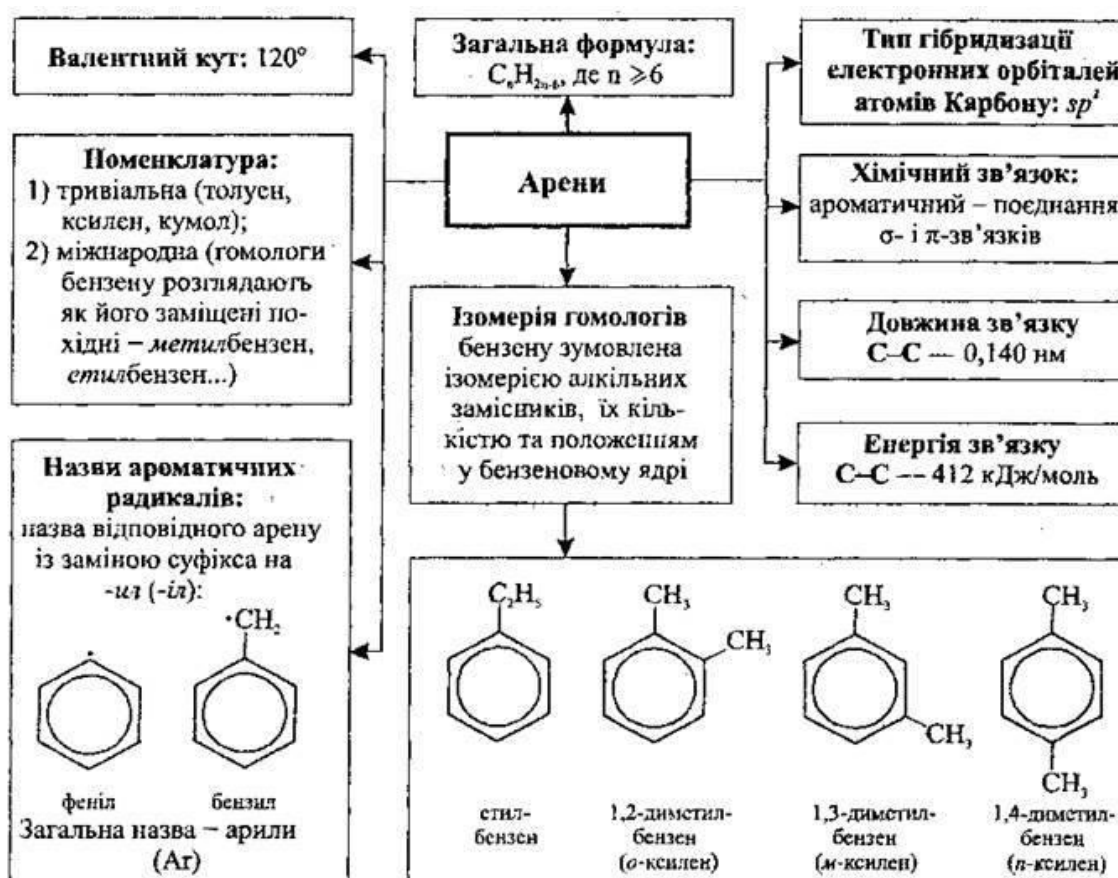 Валентний кут: 120°
Загальна формула:
CₙH₂ₙ₋₆, де n ⩾6
Тип гібридизації
електронних орбіталей
атомів Карбону: sp²
Арени
Номенклатура:
1) тривіальна (толуен,
ксилен, кумол);
2) міжнародна (гомологи
бензену розглядають
як його заміщені по-
хідні – метилбензен,
етилбензен...)
Хімічний зв’язок:
ароматичний – поєднання
σ- і π-зв’язків
Довжина зв’язку
C–C — 0,140 нм
Енергія зв’язку
C–C –– 412 кДж/моль
Ізомерія гомологів
бензену зумовлена
ізомерією алкільних
замісників, їх кіль-
кістю та положенням
у бензеновому ядрі
Назви ароматичних
радикалів:
назва відповідного арену
із заміною суфікса на
-ил (-іл):
·CH₂
феніл
бензил
Загальна назва – арили
(Ar)
C₂H₅
етил-
бензен
CH₃
CH₃
1,2-диметил-
бензен
(о-ксилен)
CH₃
CH₃
1,3-диметил-
бензен
(м-ксилен)
CH₃
CH₃
1,4-диметил-
бензен
(п-ксилен)